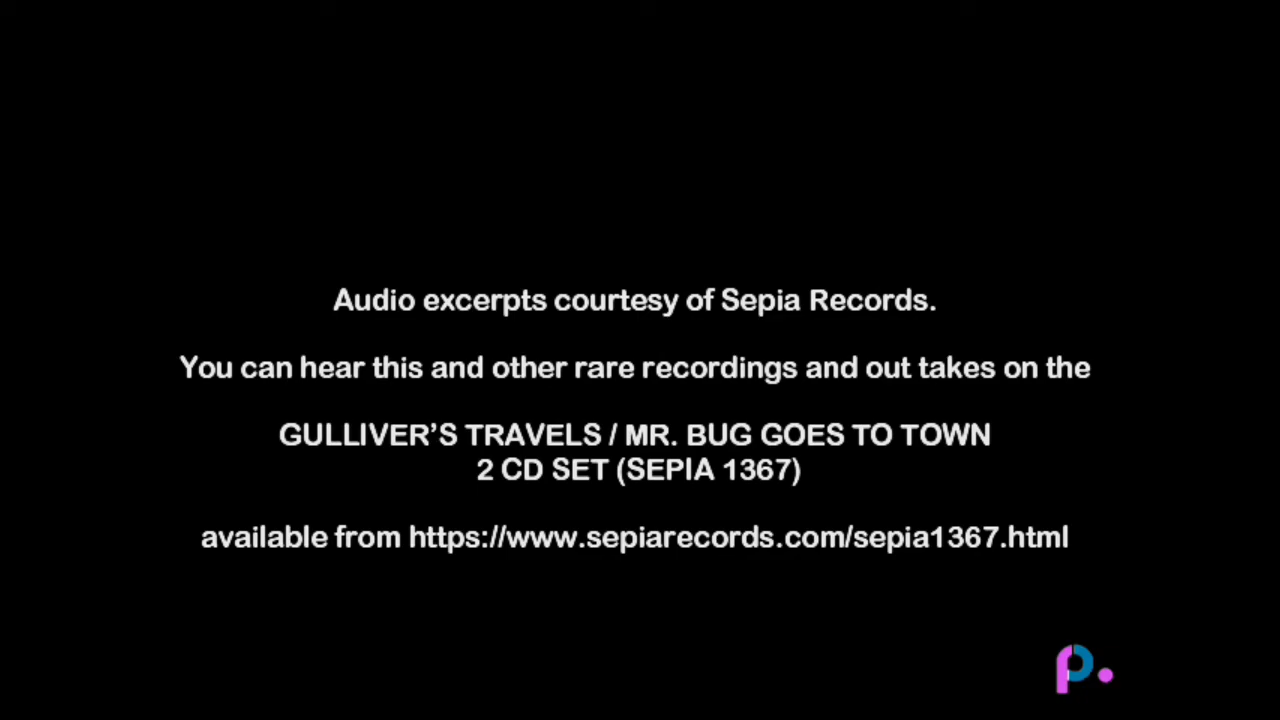 Audio excerpts courtesy of Sepia Records.
You can hear this and other rare recordings and out takes on the
GULLIVER’S TRAVELS / MR. BUG GOES TO TOWN
2 CD SET (SEPIA 1367)
available from https://www.sepiarecords.com/sepia1367.html
p.